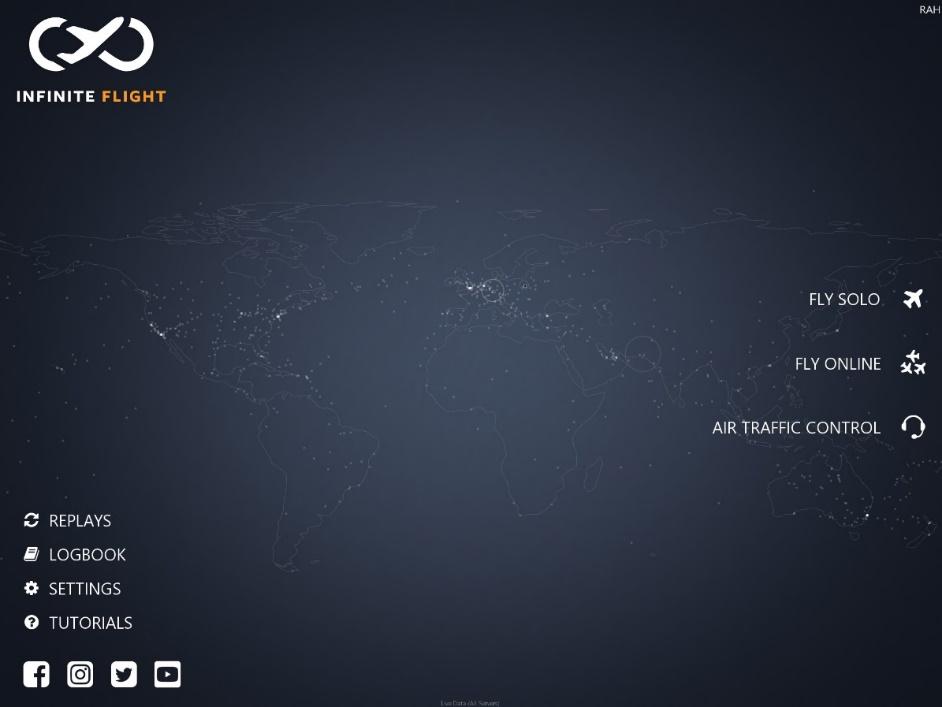 RAH
INFINITE FLIGHT
FLY SOLO
FLY ONLINE
AIR TRAFFIC CONTROL
REPLAYS
LOGBOOK
SETTINGS
TUTORIALS
Live Data (All Servers)